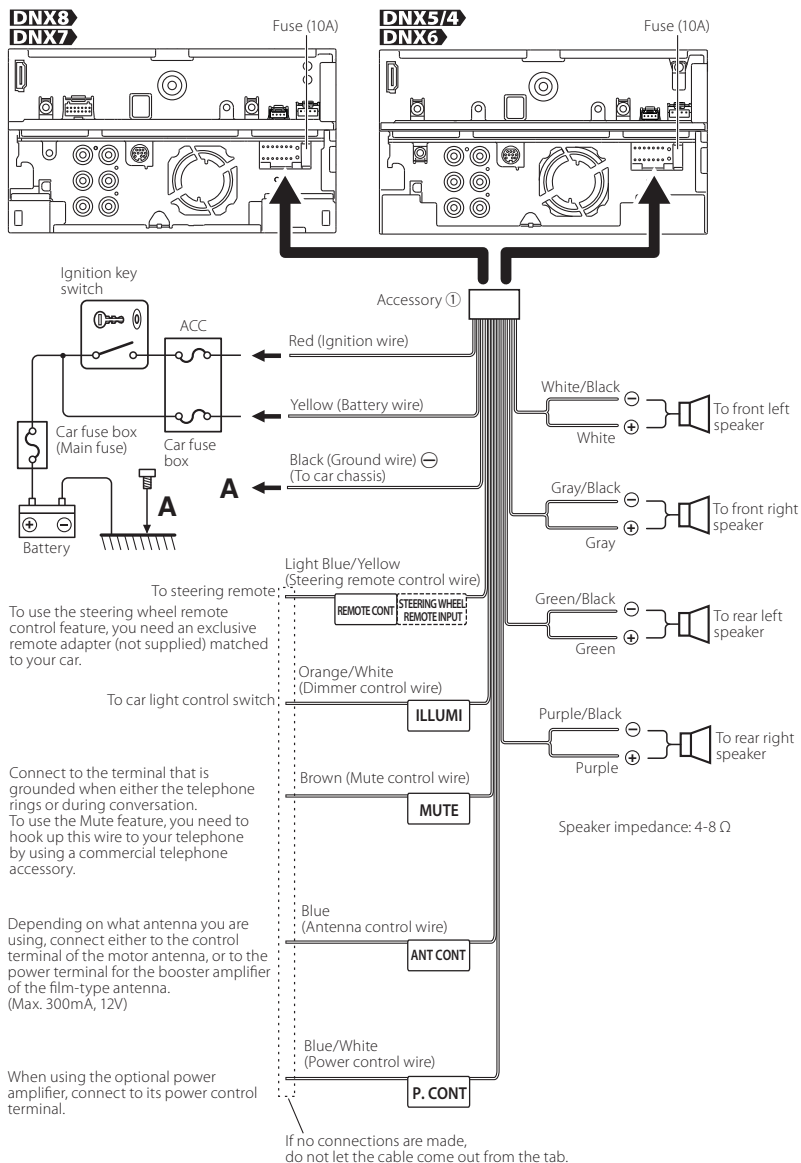 DNX8
DNX7
Fuse (10A)
DNX5/4
DNX6
Fuse (10A)
Ignition key
switch
ACC
Accessory ①
Red (Ignition wire)
Yellow (Battery wire)
Car fuse box
(Main fuse)
Car fuse
box
Black (Ground wire) ⊖
(To car chassis)
A
A
⊕ ⊖
Battery
White/Black
⊖
⊕
White
To front left
speaker
Gray/Black
⊖
⊕
Gray
To front right
speaker
Green/Black
⊖
⊕
Green
To rear left
speaker
Purple/Black
⊖
⊕
Purple
To rear right
speaker
Speaker impedance: 4-8 Ω
Light Blue/Yellow
(Steering remote control wire)
To steering remote
REMOTE CONT
STEERING WHEEL
REMOTE INPUT
To use the steering wheel remote
control feature, you need an exclusive
remote adapter (not supplied) matched
to your car.
Orange/White
(Dimmer control wire)
To car light control switch
ILLUMI
Brown (Mute control wire)
MUTE
Connect to the terminal that is
grounded when either the telephone
rings or during conversation.
To use the Mute feature, you need to
hook up this wire to your telephone
by using a commercial telephone
accessory.
Blue
(Antenna control wire)
ANT CONT
Depending on what antenna you are
using, connect either to the control
terminal of the motor antenna, or to the
power terminal for the booster amplifier
of the film-type antenna.
(Max. 300mA, 12V)
Blue/White
(Power control wire)
P. CONT
When using the optional power
amplifier, connect to its power control
terminal.
If no connections are made,
do not let the cable come out from the tab.